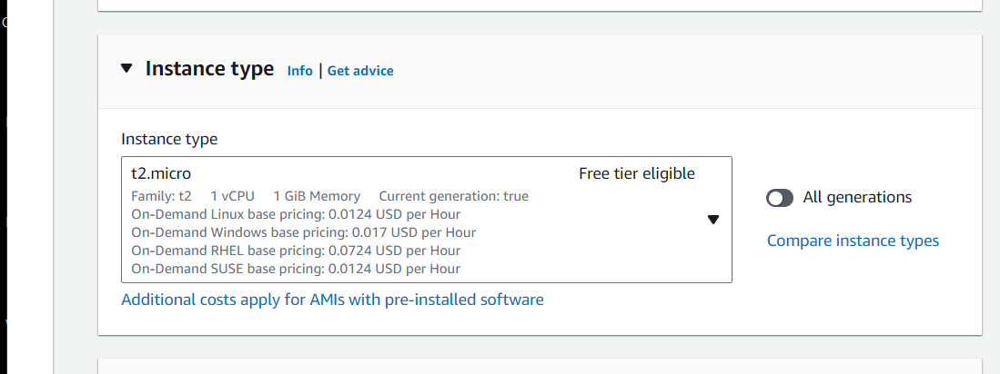 Instance type Info | Get advice
Instance type
t2.micro Free tier eligible
Family: t2 1 vCPU 1 GiB Memory Current generation: true
On-Demand Linux base pricing: 0.0124 USD per Hour
On-Demand Windows base pricing: 0.017 USD per Hour
On-Demand RHEL base pricing: 0.0724 USD per Hour
On-Demand SUSE base pricing: 0.0124 USD per Hour
All generations
Compare instance types
Additional costs apply for AMIs with pre-installed software